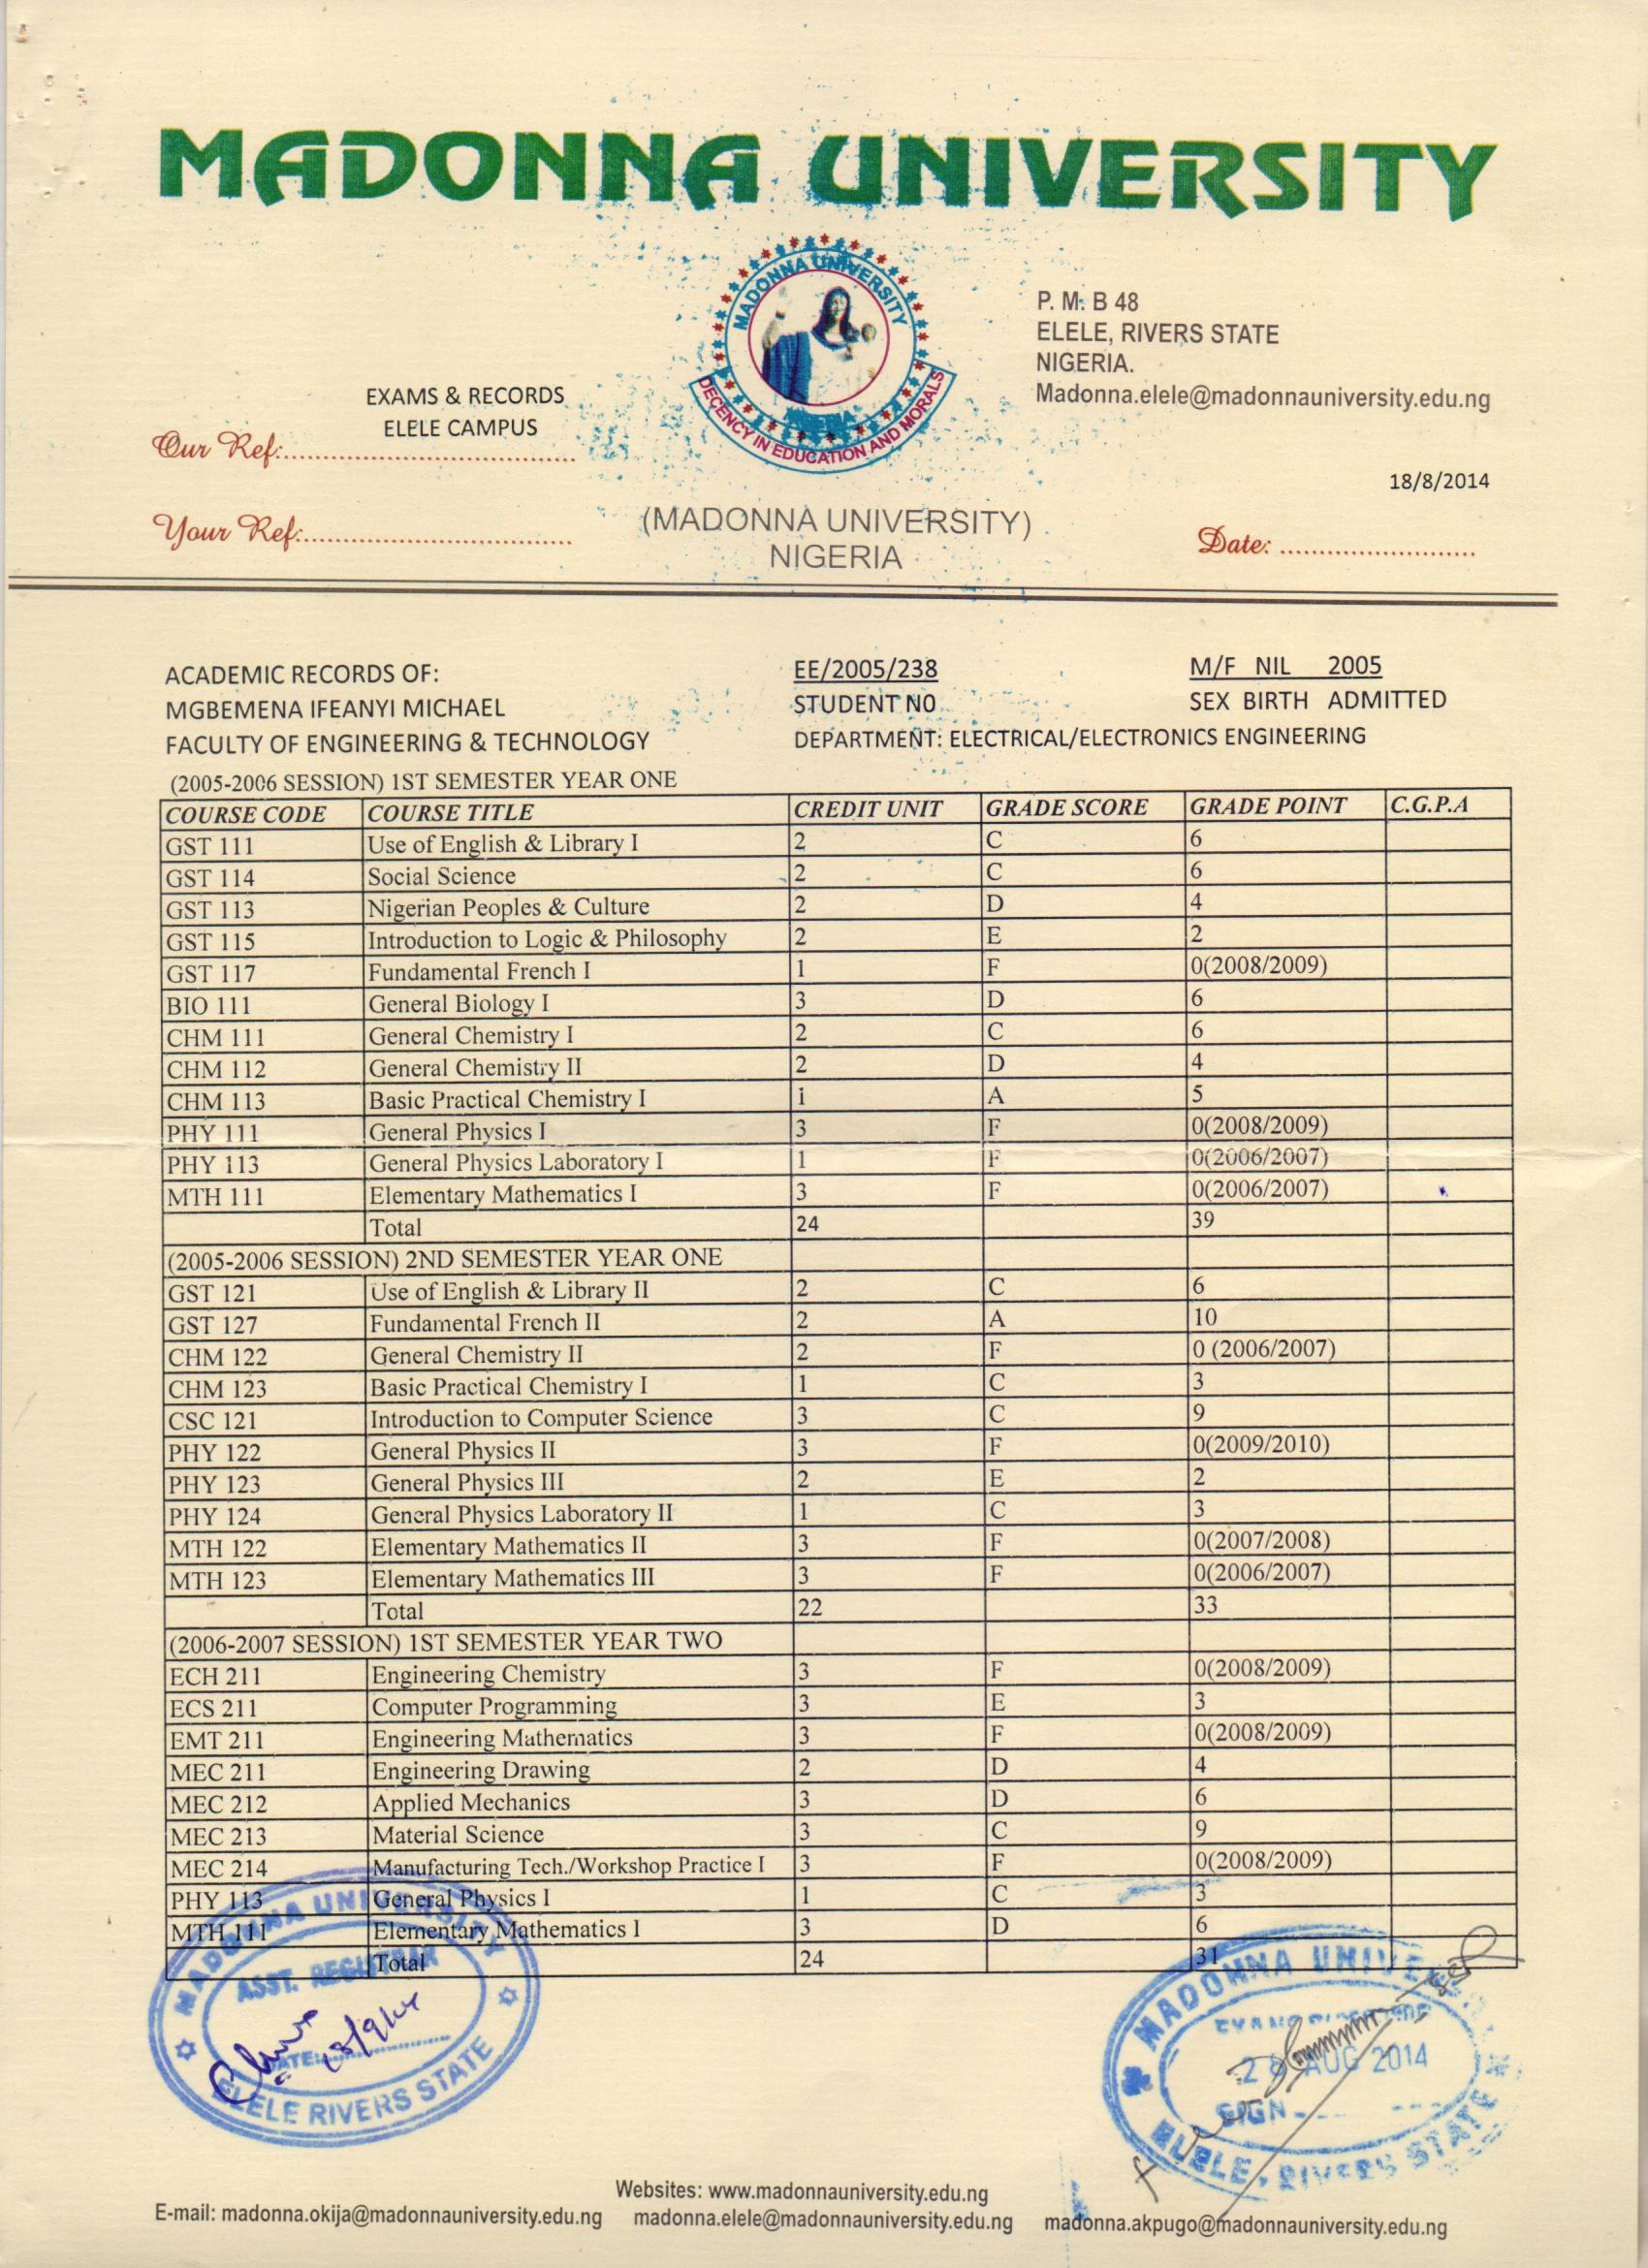 MADONNA UNIVERSITY
MADONNA UNIVERSITY
NIGERIA
DECENCY IN EDUCATION AND MORALS
P. M. B 48
ELELE, RIVERS STATE
NIGERIA.
Madonna.elele@madonnauniversity.edu.ng
EXAMS & RECORDS
ELELE CAMPUS
Our Ref:
18/8/2014
Your Ref:
(MADONNA UNIVERSITY)
NIGERIA
Date:
ACADEMIC RECORDS OF: EE/2005/238 M/F NIL 2005
MGBEMENA IFEANYI MICHAEL STUDENT NO SEX BIRTH ADMITTED
FACULTY OF ENGINEERING & TECHNOLOGY DEPARTMENT: ELECTRICAL/ELECTRONICS ENGINEERING
(2005-2006 SESSION) 1ST SEMESTER YEAR ONE
COURSE CODE COURSE TITLE CREDIT UNIT GRADE SCORE GRADE POINT C.G.P.A
GST 111 Use of English & Library I 2 C 6
GST 114 Social Science 2 C 6
GST 113 Nigerian Peoples & Culture 2 D 4
GST 115 Introduction to Logic & Philosophy 2 E 2
GST 117 Fundamental French I 1 F 0(2008/2009)
BIO 111 General Biology I 3 D 6
CHM 111 General Chemistry I 2 C 6
CHM 112 General Chemistry II 2 D 4
CHM 113 Basic Practical Chemistry I 1 A 5
PHY 111 General Physics I 3 F 0(2008/2009)
PHY 113 General Physics Laboratory I 1 F 0(2006/2007)
MTH 111 Elementary Mathematics I 3 F 0(2006/2007)
Total 24 39
(2005-2006 SESSION) 2ND SEMESTER YEAR ONE
GST 121 Use of English & Library II 2 C 6
GST 127 Fundamental French II 2 A 10
CHM 122 General Chemistry II 2 F 0 (2006/2007)
CHM 123 Basic Practical Chemistry I 1 C 3
CSC 121 Introduction to Computer Science 3 C 9
PHY 122 General Physics II 3 F 0(2009/2010)
PHY 123 General Physics III 2 E 2
PHY 124 General Physics Laboratory II 1 C 3
MTH 122 Elementary Mathematics II 3 F 0(2007/2008)
MTH 123 Elementary Mathematics III 3 F 0(2006/2007)
Total 22 33
(2006-2007 SESSION) 1ST SEMESTER YEAR TWO
ECH 211 Engineering Chemistry 3 F 0(2008/2009)
ECS 211 Computer Programming 3 E 3
EMT 211 Engineering Mathematics 3 F 0(2008/2009)
MEC 211 Engineering Drawing 2 D 4
MEC 212 Applied Mechanics 3 D 6
MEC 213 Material Science 3 C 9
MEC 214 Manufacturing Tech./Workshop Practice I 3 F 0(2008/2009)
PHY 113 General Physics I 1 C 3
MTH 111 Elementary Mathematics I 3 D 6
Total 24 31
MADONNA UNIVERSITY
ASST. REGISTRAR
DATE:
ELELE RIVERS STATE
MADONNA UNIVE
28 AUG 2014
SIGN
ELELE, RIVERS STATE
Websites: www.madonnauniversity.edu.ng
E-mail: madonna.okija@madonnauniversity.edu.ng madonna.elele@madonnauniversity.edu.ng madonna.akpugo@madonnauniversity.edu.ng